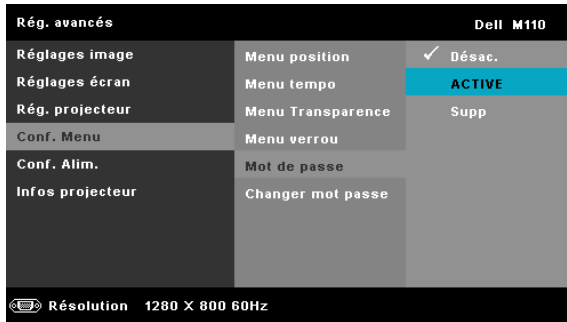 Rég. avancés
Dell M110
Réglages image
Réglages écran
Rég. projecteur
Conf. Menu
Conf. Alim.
Infos projecteur
Menu position
Menu tempo
Menu Transparence
Menu verrou
Mot de passe
Changer mot passe
Désac.
ACTIVE
Supp
Résolution 1280 X 800 60Hz